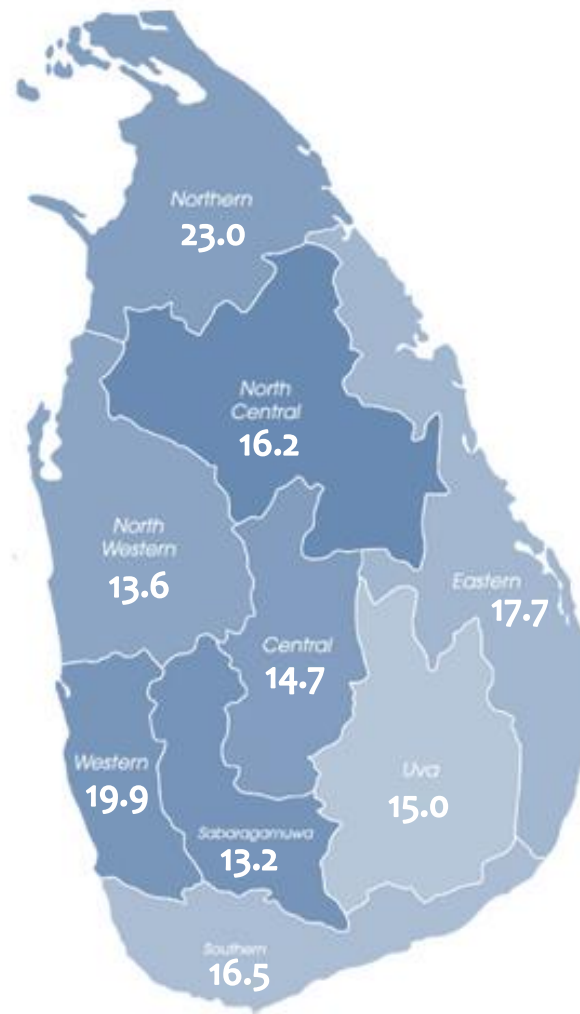 Northern
23.0
North
Central
16.2
North
Western
13.6
Eastern
17.7
Central
14.7
Western
19.9
Uva
15.0
Sabaragamuwa
13.2
Southern
16.5